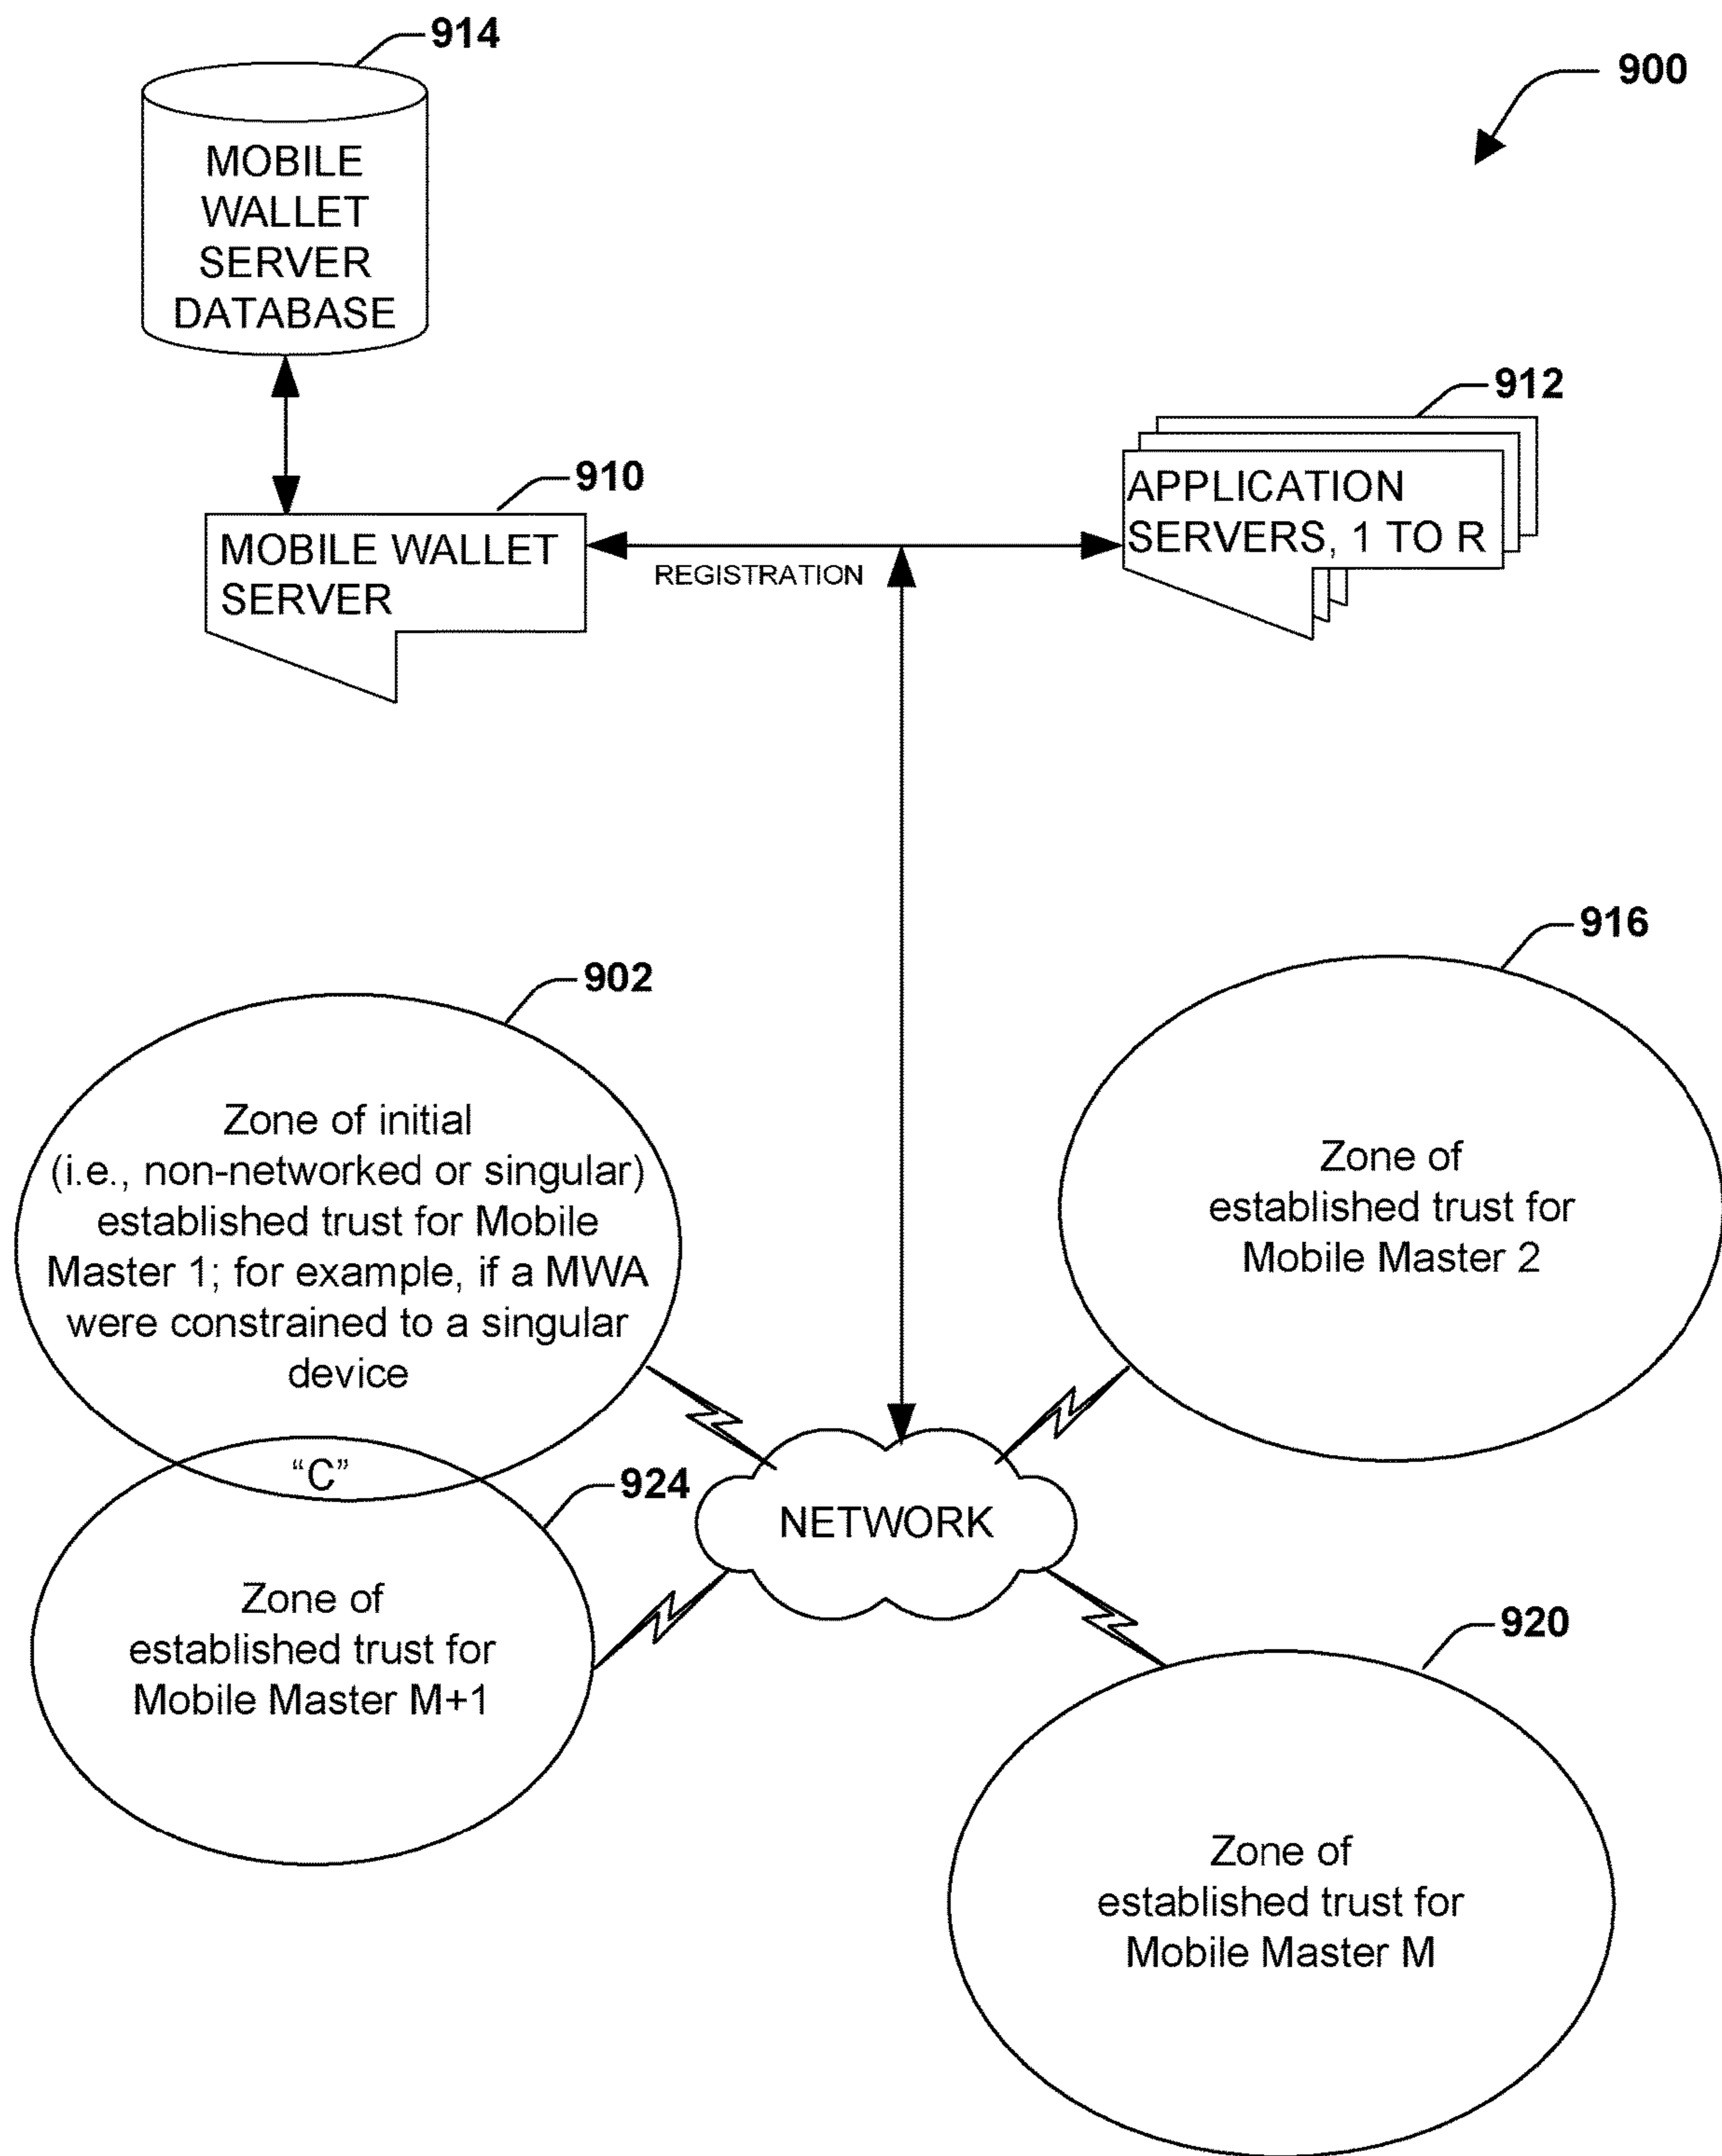 914
900
MOBILE
WALLET
SERVER
DATABASE
912
910
APPLICATION
SERVERS, 1 TO R
MOBILE WALLET
SERVER
REGISTRATION
916
902
Zone of initial
(i.e., non-networked or singular)
established trust for Mobile
Master 1; for example, if a MWA
were constrained to a singular
device
Zone of
established trust for
Mobile Master 2
“C”
924
NETWORK
Zone of
established trust for
Mobile Master M+1
920
Zone of
established trust for
Mobile Master M